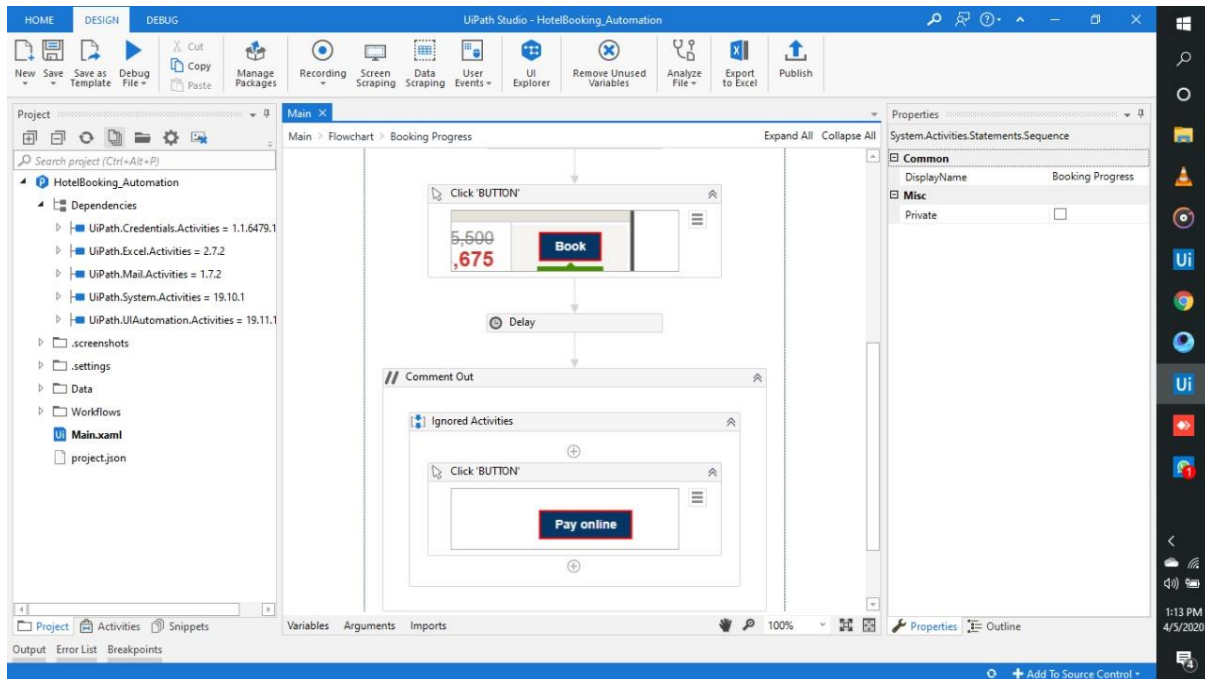 HOME DESIGN DEBUG
UiPath Studio - HotelBooking_Automation
New
Save
Save as Template
Debug File
Cut
Copy
Paste
Manage Packages
Recording
Screen Scraping
Data Scraping
User Events
UI Explorer
Remove Unused Variables
Analyze File
Export to Excel
Publish
Project
Search project (Ctrl+Alt+P)
HotelBooking_Automation
Dependencies
UiPath.Credentials.Activities = 1.1.6479.1
UiPath.Excel.Activities = 2.7.2
UiPath.Mail.Activities = 1.7.2
UiPath.System.Activities = 19.10.1
UiPath.UIAutomation.Activities = 19.11.1
.screenshots
.settings
Data
Workflows
Ui Main.xaml
project.json
Project Activities Snippets
Main
Main > Flowchart > Booking Progress
Expand All Collapse All
Click 'BUTTON'
5,500
,675
Book
Delay
// Comment Out
Ignored Activities
Click 'BUTTON'
Pay online
Variables Arguments Imports
100%
Properties
System.Activities.Statements.Sequence
Common
DisplayName Booking Progress
Misc
Private
Properties Outline
Output Error List Breakpoints
Add To Source Control
Ui
Ui
1
1:13 PM
4/5/2020
4